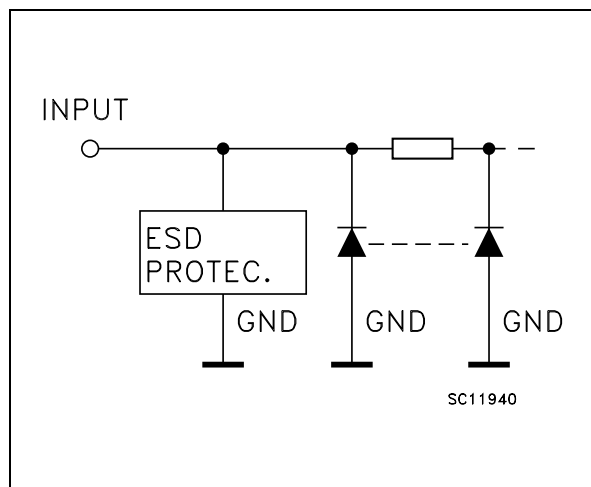 INPUT
ESD
PROTEC.
GND
GND
GND
SC11940